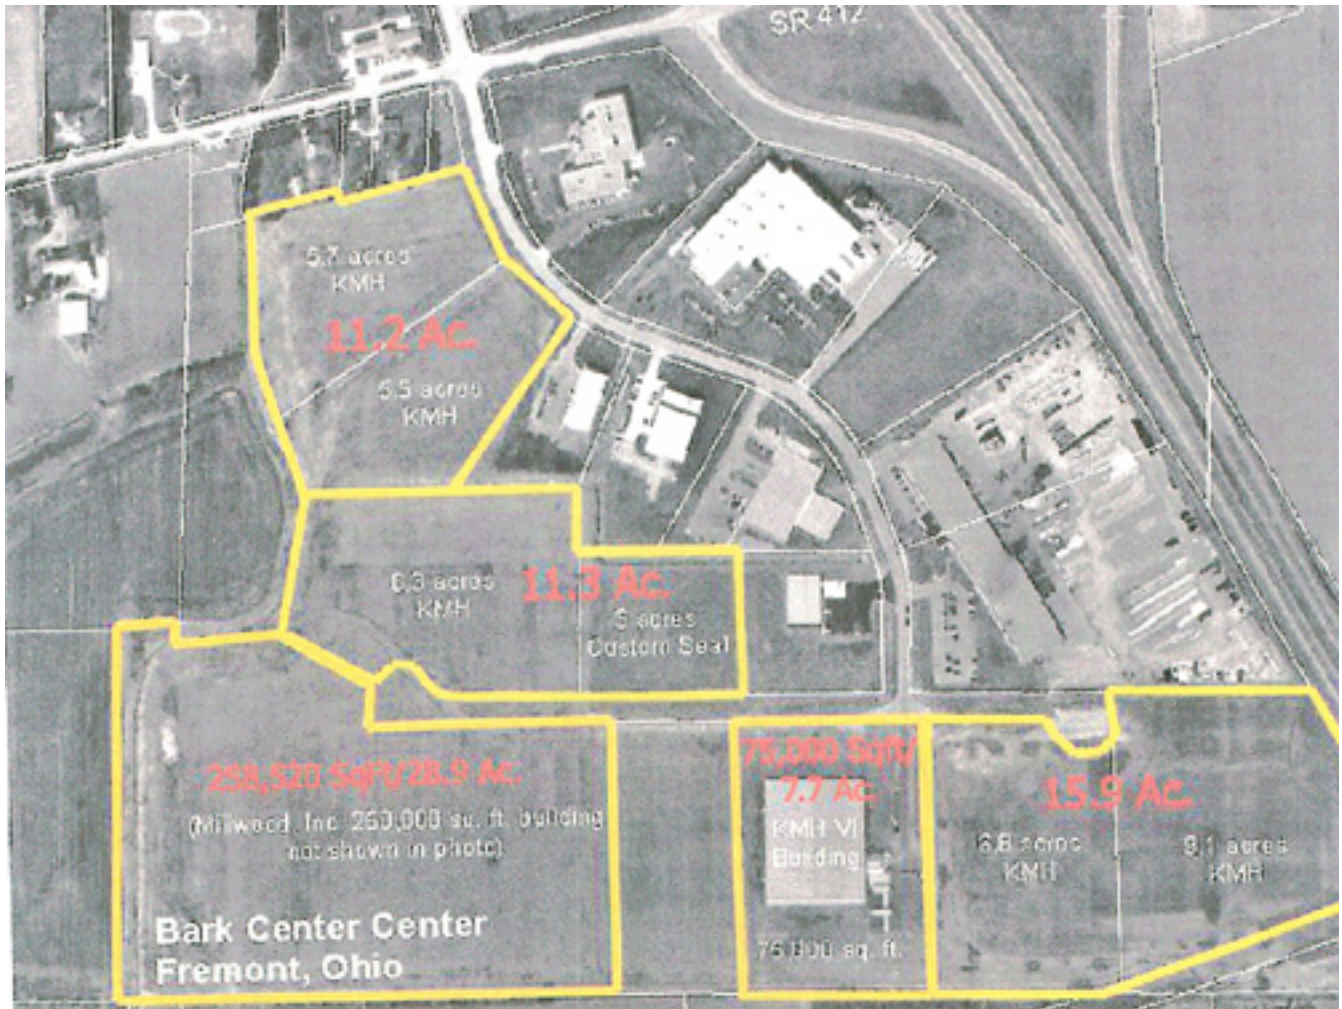 SR 412
5.7 acres
KMH
11.2 Ac.
5.5 acres
KMH
6.3 acres
KMH
11.3 Ac.
5 acres
Custom Seal
258,520 Sqft/28.9 Ac.
(Millwood, Inc. 260,000 sq. ft. building
not shown in photo)
Bark Center Center
Fremont, Ohio
75,000 Sqft/
7.7 Ac.
KMH VI
Building
sq. ft.
15.9 Ac.
6.8 acres
KMH
9.1 acres
KMH